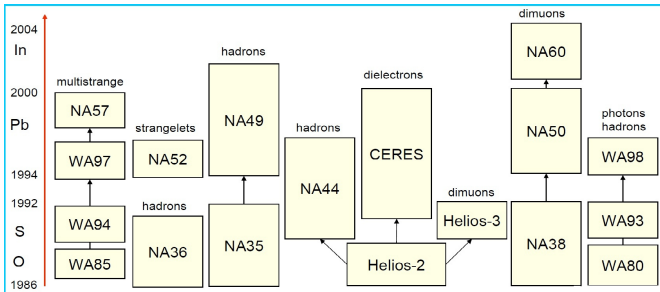 2004
In
2000
Pb
1994
1992
S
O
1986
multistrange
NA57
WA97
WA94
WA85
strangelets
NA52
hadrons
NA36
hadrons
NA49
NA35
hadrons
NA44
dielectrons
CERES
Helios-2
dimuons
Helios-3
dimuons
NA60
NA50
NA38
photons
hadrons
WA98
WA93
WA80